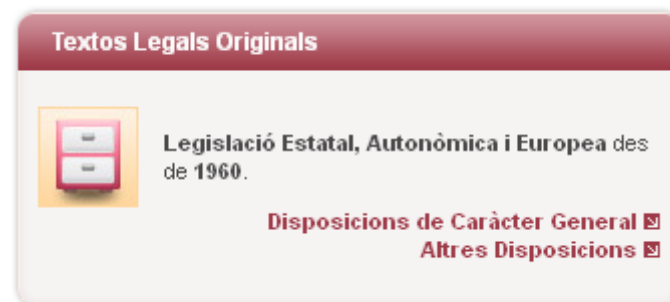 Textos Legals Originals
Legislació Estatal, Autonòmica i Europea des
de 1960.
Disposicions de Caràcter General
Altres Disposicions